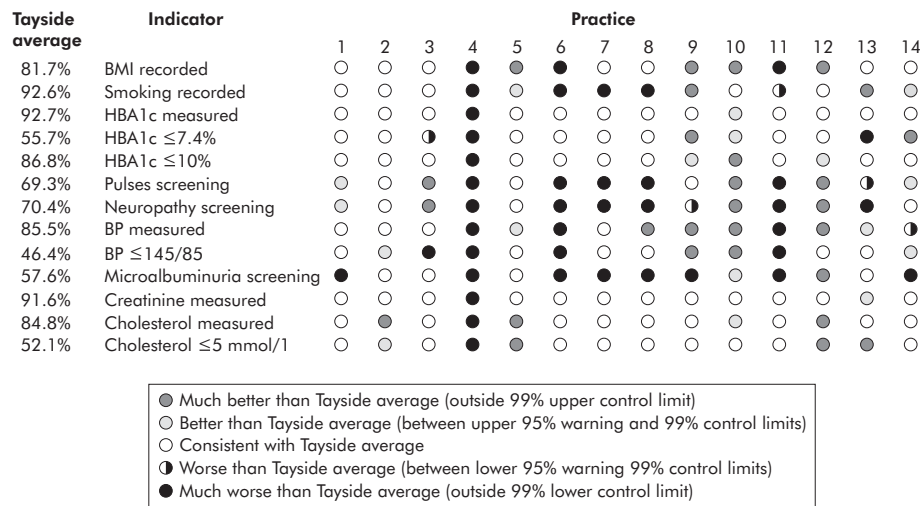 Tayside Indicator Practice
average 1 2 3 4 5 6 7 8 9 10 11 12 13 14
81.7% BMI recorded
92.6% Smoking recorded
92.7% HBA1c measured
55.7% HBA1c ≤7.4%
86.8% HBA1c ≤10%
69.3% Pulses screening
70.4% Neuropathy screening
85.5% BP measured
46.4% BP ≤145/85
57.6% Microalbuminuria screening
91.6% Creatinine measured
84.8% Cholesterol measured
52.1% Cholesterol ≤5 mmol/1
Much better than Tayside average (outside 99% upper control limit)
Better than Tayside average (between upper 95% warning and 99% control limits)
Consistent with Tayside average
Worse than Tayside average (between lower 95% warning 99% control limits)
Much worse than Tayside average (outside 99% lower control limit)